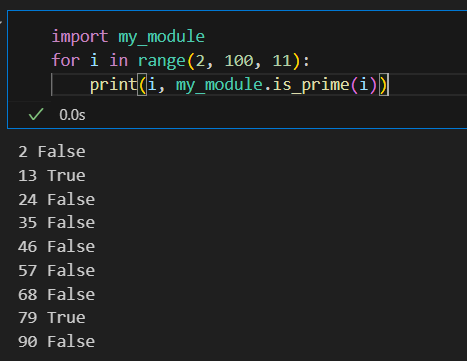 import my_module
for i in range(2, 100, 11):
    print(i, my_module.is_prime(i))
0.0s
2 False
13 True
24 False
35 False
46 False
57 False
68 False
79 True
90 False